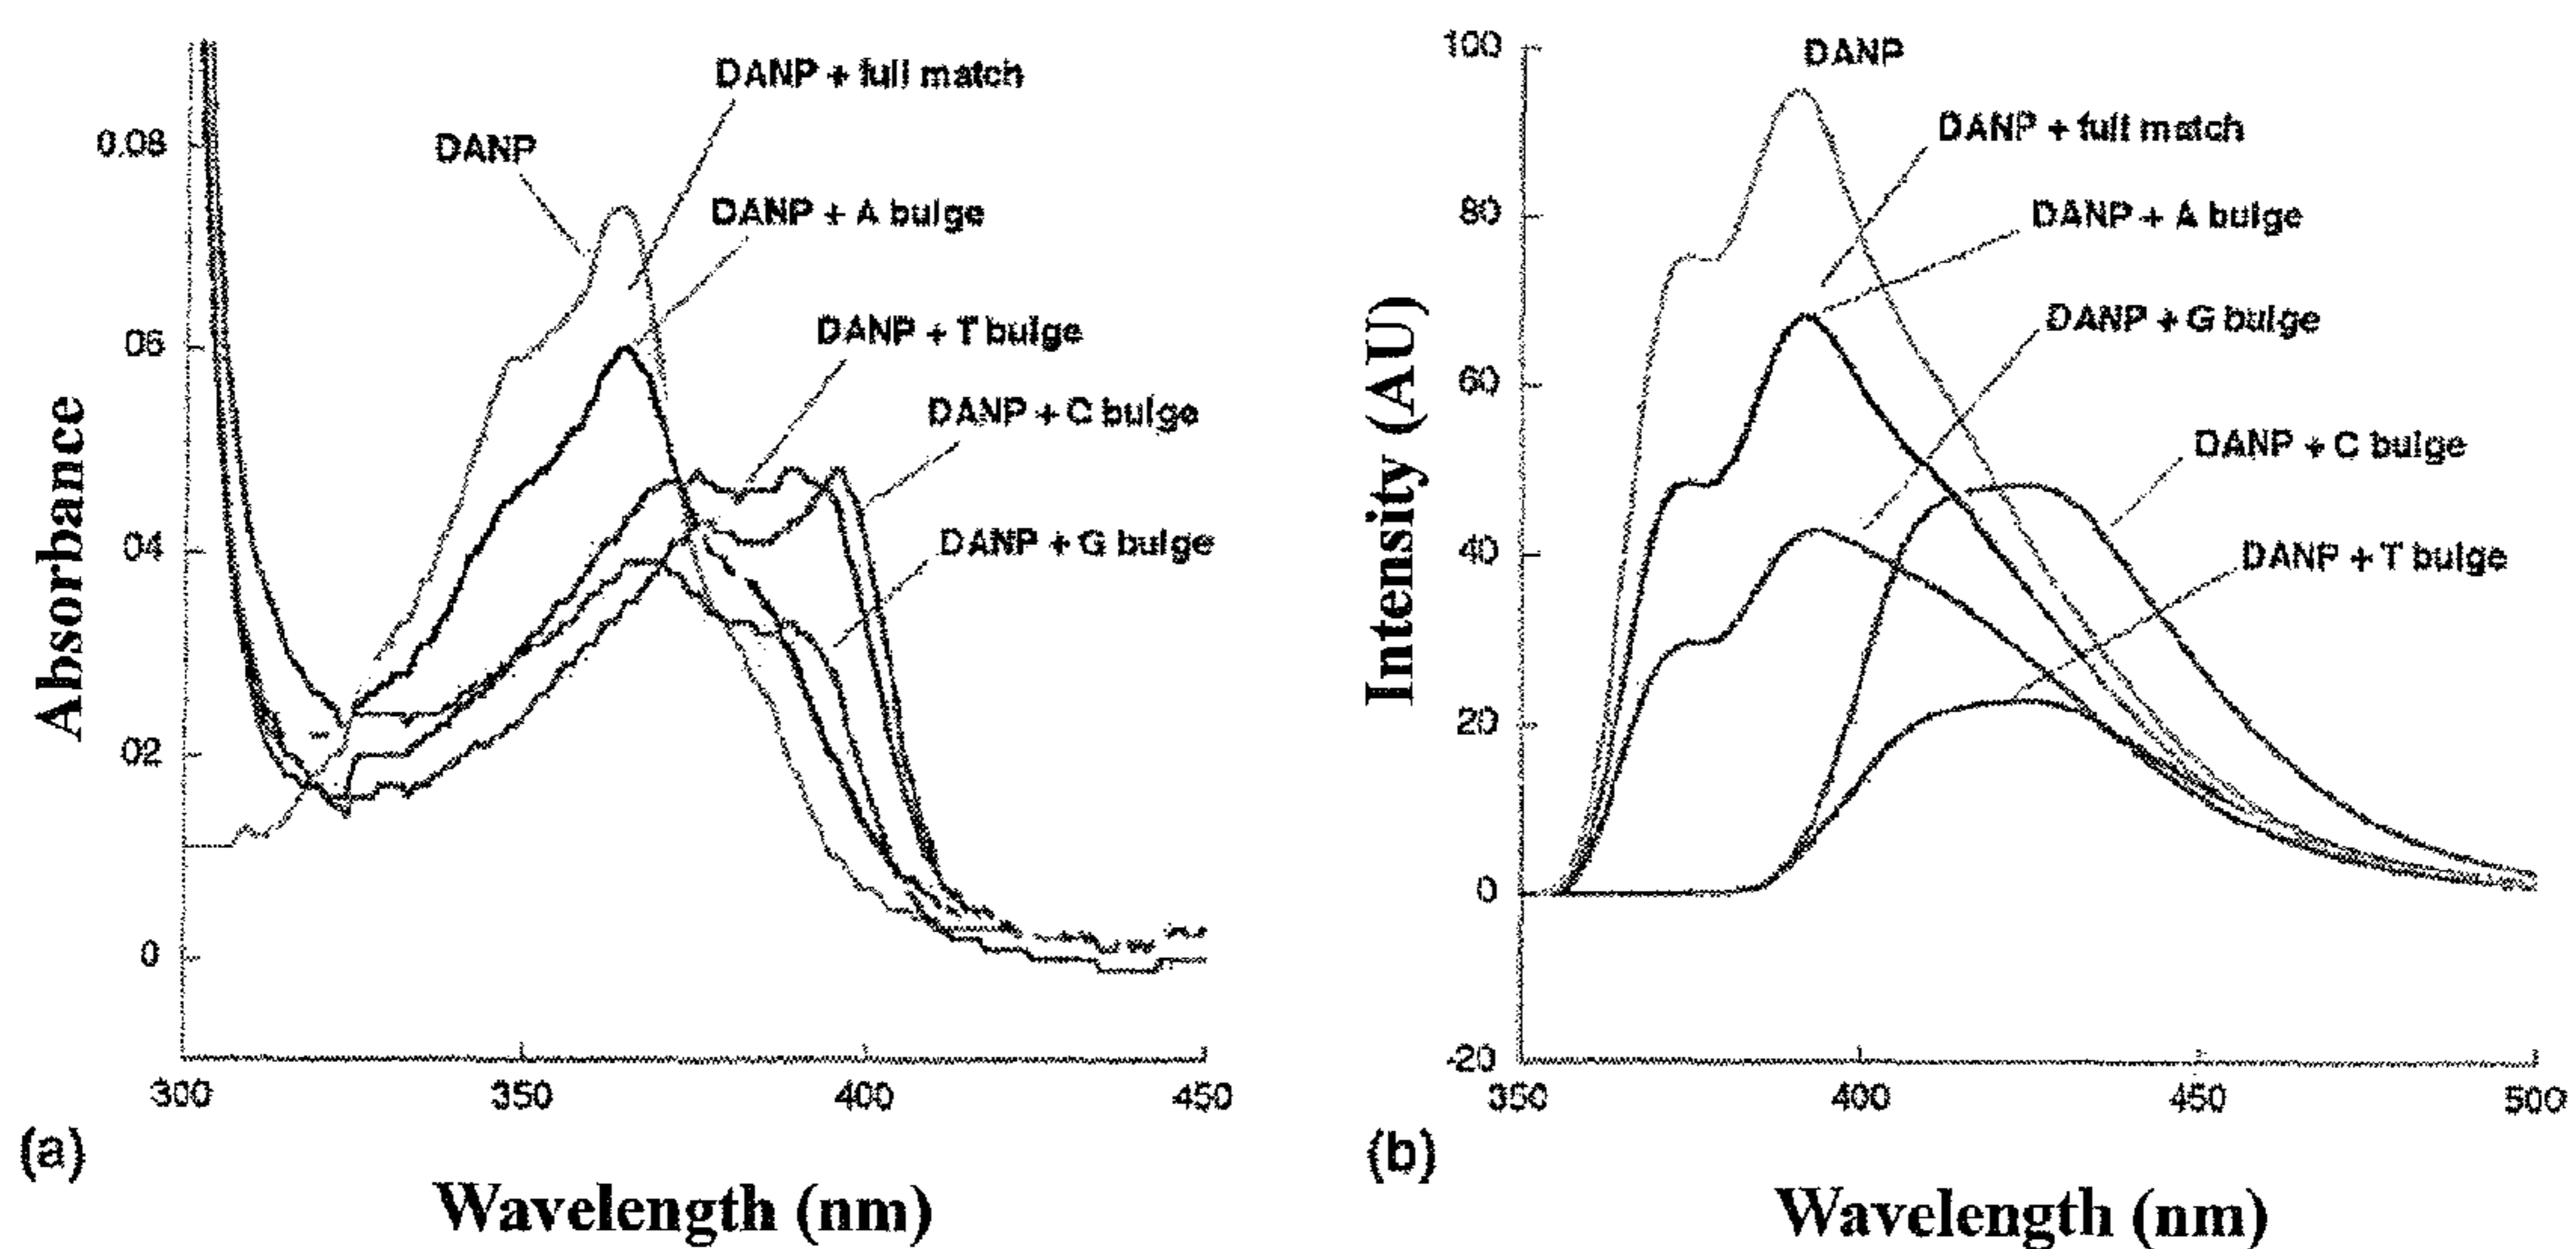 DANP + full match
DANP
DANP + A bulge
DANP + T bulge
DANP + C bulge
DANP + G bulge
0.08
06
04
02
0
Absorbance
300 350 400 450
(a)
Wavelength (nm)
DANP
DANP + full match
DANP + A bulge
DANP + G bulge
DANP + C bulge
DANP + T bulge
100
80
60
40
20
0
-20
Intensity (AU)
350 400 450 500
(b)
Wavelength (nm)